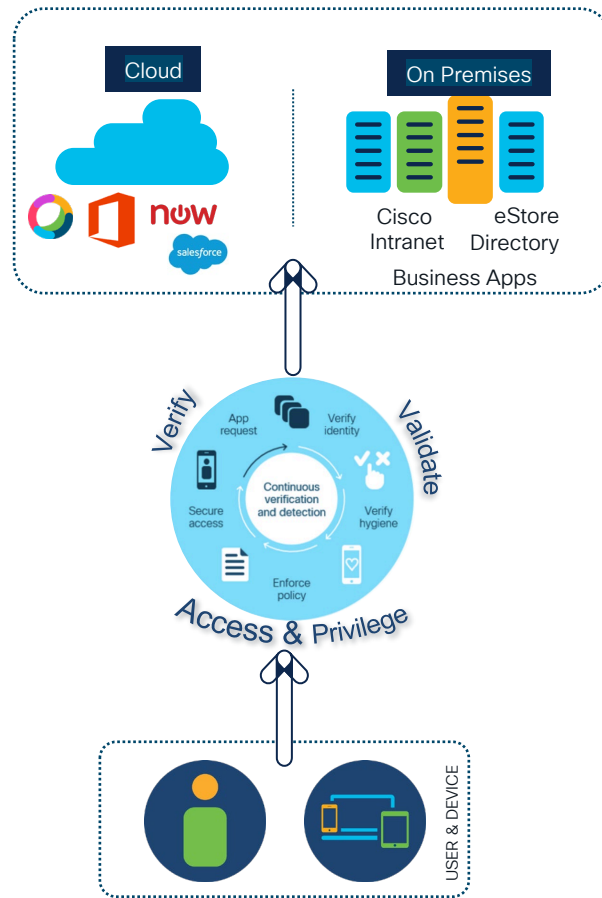 Cloud
On Premises
now
salesforce
Cisco
Intranet
eStore
Directory
Business Apps
Verify
Validate
App
request
Verify
identity
Continuous
verification
and detection
Secure
access
Verify
hygiene
Enforce
policy
Access & Privilege
USER & DEVICE